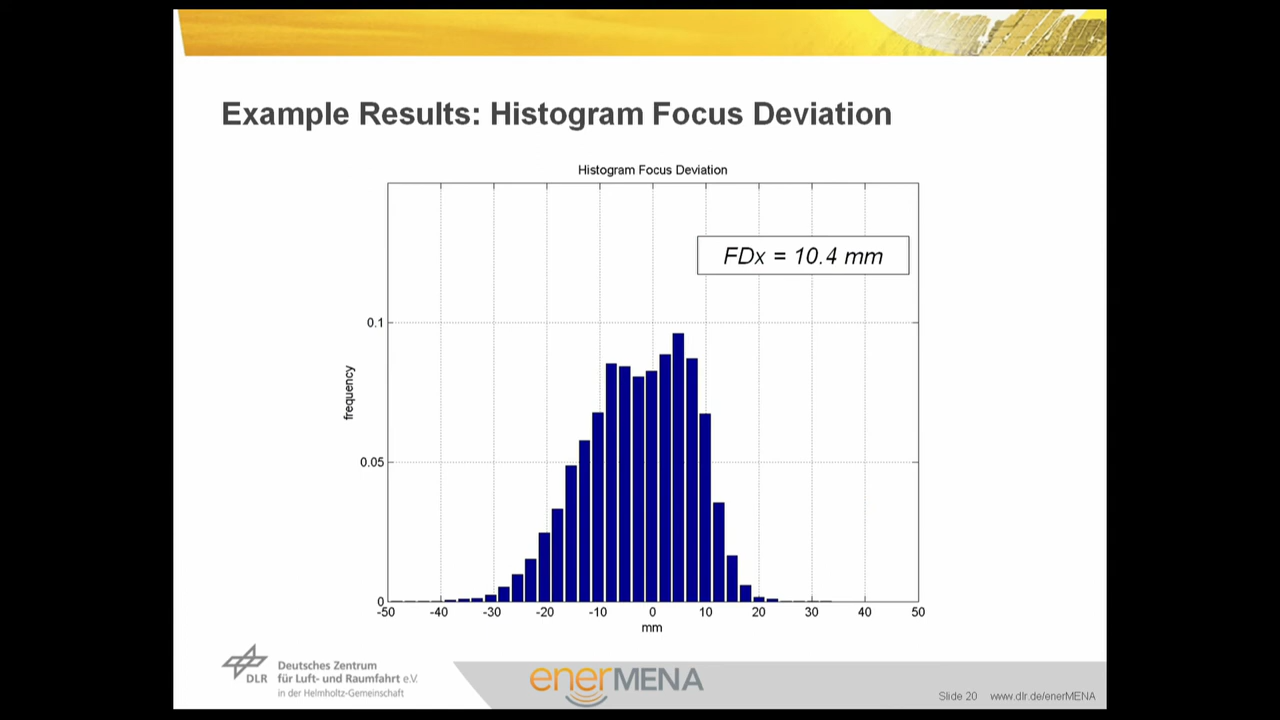 Example Results: Histogram Focus Deviation
Histogram Focus Deviation
FDx = 10.4 mm
0.1
frequency
0.05
0
-50 -40 -30 -20 -10 0 10 20 30 40 50
mm
DLR
Deutsches Zentrum
für Luft- und Raumfahrt e.V.
in der Helmholtz-Gemeinschaft
enerMENA
Slide 20 www.dlr.de/enerMENA